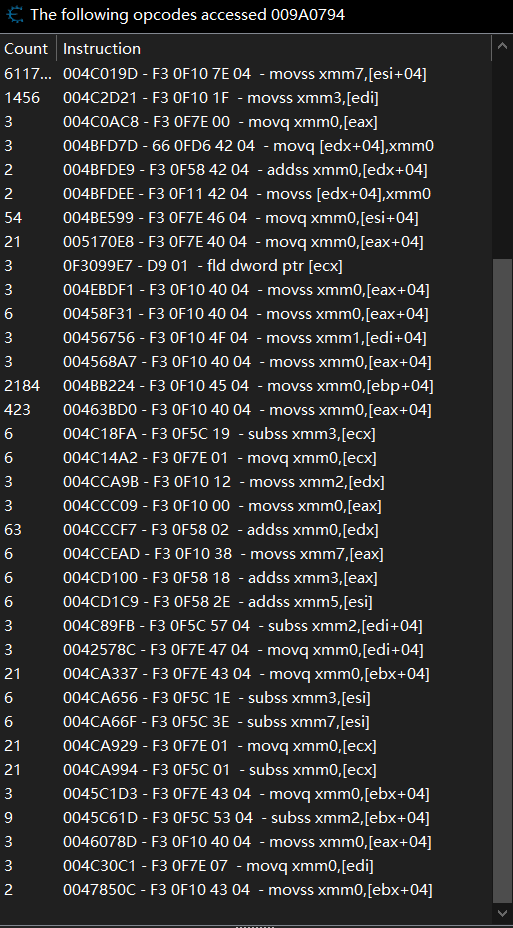 The following opcodes accessed 009A0794
Count Instruction
6117... 004C019D - F3 0F10 7E 04 - movss xmm7,[esi+04]
1456 004C2D21 - F3 0F10 1F - movss xmm3,[edi]
3 004C0AC8 - F3 0F7E 00 - movq xmm0,[eax]
3 004BFD7D - 66 0FD6 42 04 - movq [edx+04],xmm0
2 004BFDE9 - F3 0F58 42 04 - addss xmm0,[edx+04]
2 004BFDEE - F3 0F11 42 04 - movss [edx+04],xmm0
54 004BE599 - F3 0F7E 46 04 - movq xmm0,[esi+04]
21 005170E8 - F3 0F7E 40 04 - movq xmm0,[eax+04]
3 0F3099E7 - D9 01 - fld dword ptr [ecx]
3 004EBDF1 - F3 0F10 40 04 - movss xmm0,[eax+04]
6 00458F31 - F3 0F10 40 04 - movss xmm0,[eax+04]
3 00456756 - F3 0F10 4F 04 - movss xmm1,[edi+04]
3 004568A7 - F3 0F10 40 04 - movss xmm0,[eax+04]
2184 004BB224 - F3 0F10 45 04 - movss xmm0,[ebp+04]
423 00463BD0 - F3 0F10 40 04 - movss xmm0,[eax+04]
6 004C18FA - F3 0F5C 19 - subss xmm3,[ecx]
6 004C14A2 - F3 0F7E 01 - movq xmm0,[ecx]
3 004CCA9B - F3 0F10 12 - movss xmm2,[edx]
3 004CCC09 - F3 0F10 00 - movss xmm0,[eax]
63 004CCCF7 - F3 0F58 02 - addss xmm0,[edx]
6 004CCEAD - F3 0F10 38 - movss xmm7,[eax]
6 004CD100 - F3 0F58 18 - addss xmm3,[eax]
6 004CD1C9 - F3 0F58 2E - addss xmm5,[esi]
3 004C89FB - F3 0F5C 57 04 - subss xmm2,[edi+04]
3 0042578C - F3 0F7E 47 04 - movq xmm0,[edi+04]
21 004CA337 - F3 0F7E 43 04 - movq xmm0,[ebx+04]
6 004CA656 - F3 0F5C 1E - subss xmm3,[esi]
6 004CA66F - F3 0F5C 3E - subss xmm7,[esi]
21 004CA929 - F3 0F7E 01 - movq xmm0,[ecx]
21 004CA994 - F3 0F5C 01 - subss xmm0,[ecx]
3 0045C1D3 - F3 0F7E 43 04 - movq xmm0,[ebx+04]
9 0045C61D - F3 0F5C 53 04 - subss xmm2,[ebx+04]
3 0046078D - F3 0F10 40 04 - movss xmm0,[eax+04]
3 004C30C1 - F3 0F7E 07 - movq xmm0,[edi]
2 0047850C - F3 0F10 43 04 - movss xmm0,[ebx+04]